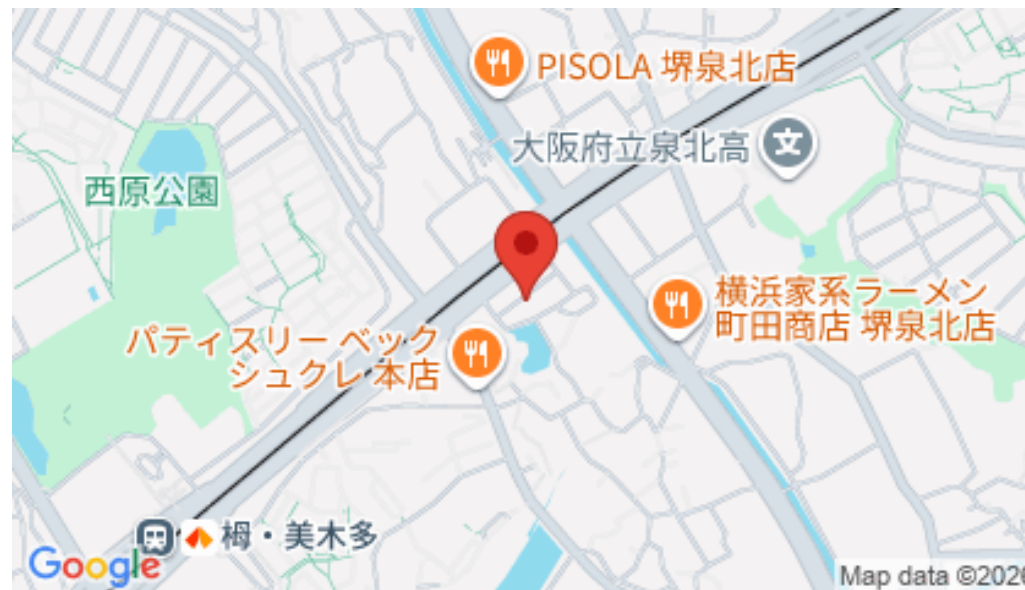 PISOLA 堺泉北店
大阪府立泉北高
文
西原公園
横浜家系ラーメン
町田商店 堺泉北店
パティスリー ベック
シュクレ 本店
栂・美木多
Google
Map data ©2026